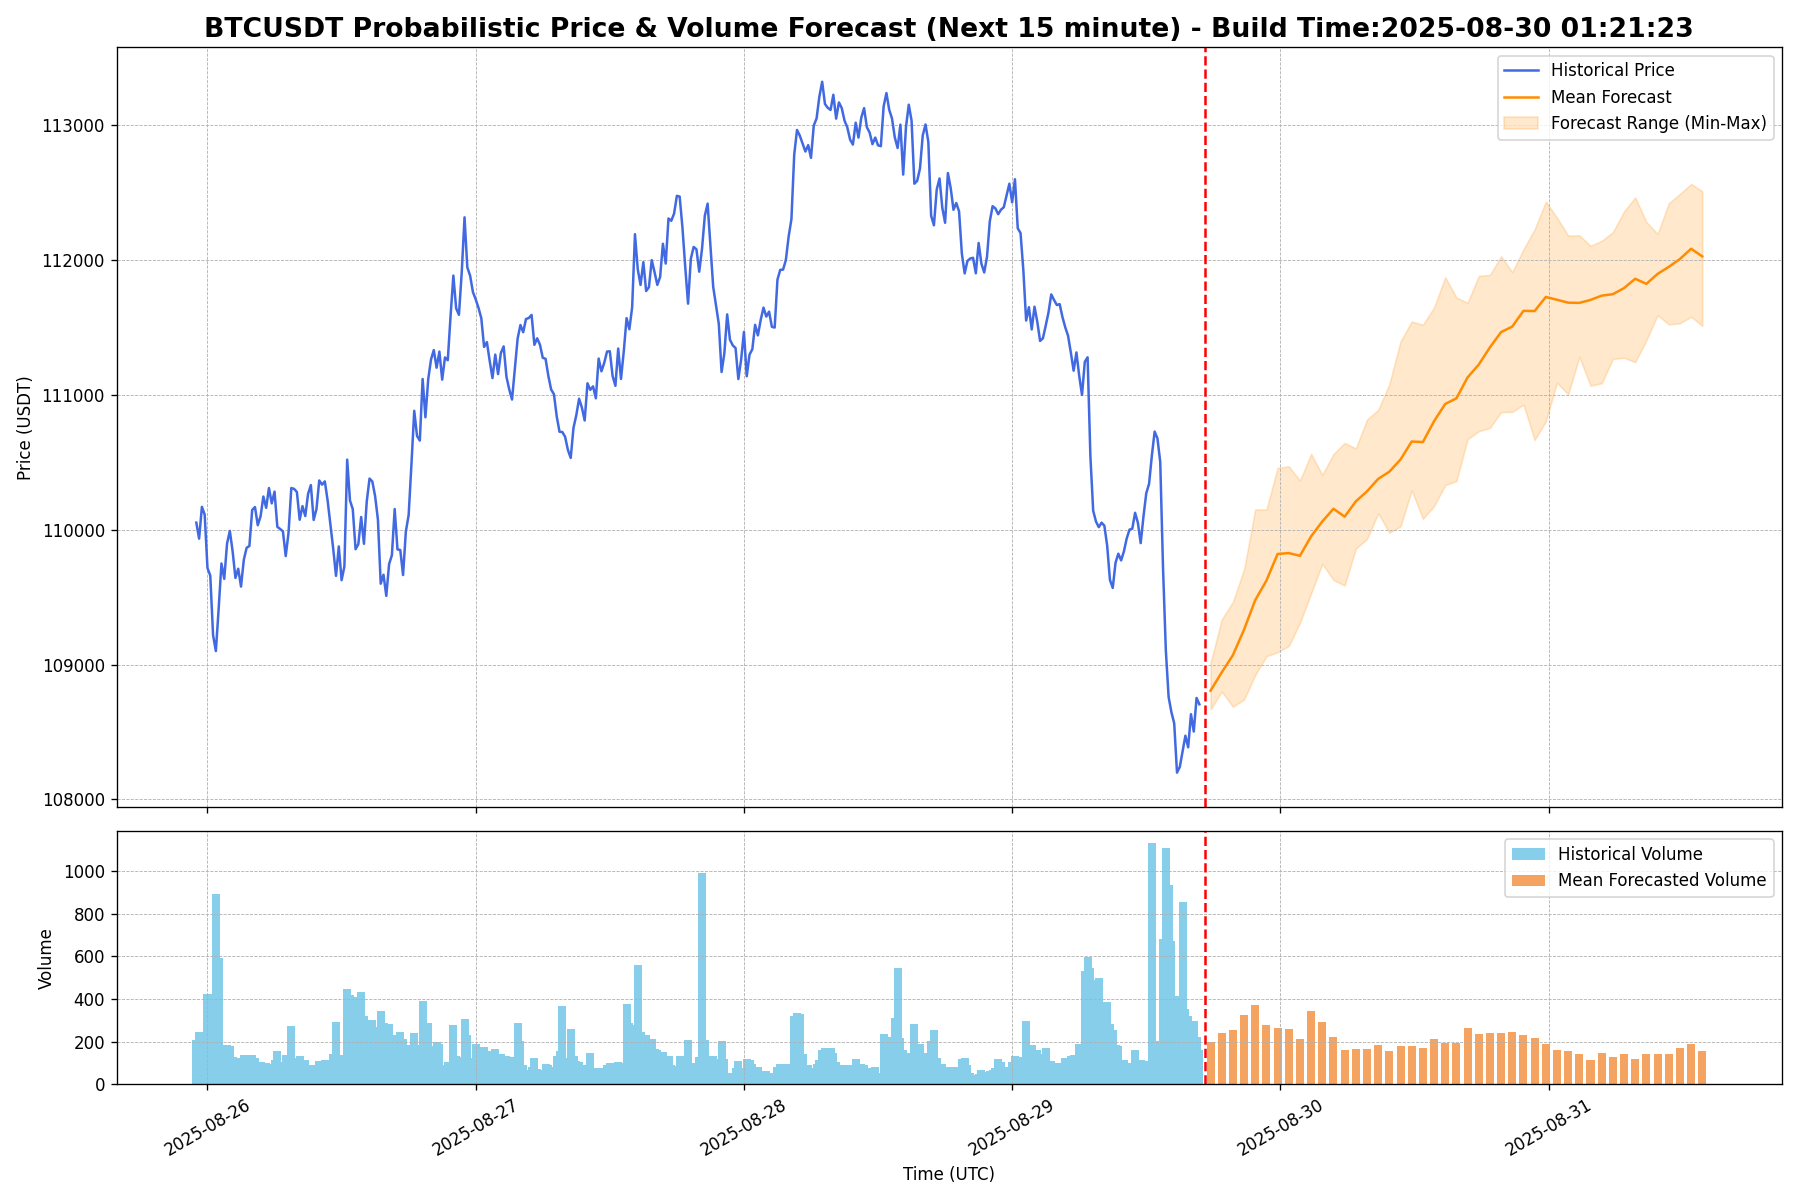 BTCUSDT Probabilistic Price & Volume Forecast (Next 15 minute) - Build Time:2025-08-30 01:21:23
Historical Price
Mean Forecast
Forecast Range (Min-Max)
113000
112000
111000
110000
109000
108000
Price (USDT)
Historical Volume
Mean Forecasted Volume
1000
800
600
400
200
0
Volume
2025-08-26
2025-08-27
2025-08-28
2025-08-29
2025-08-30
2025-08-31
Time (UTC)